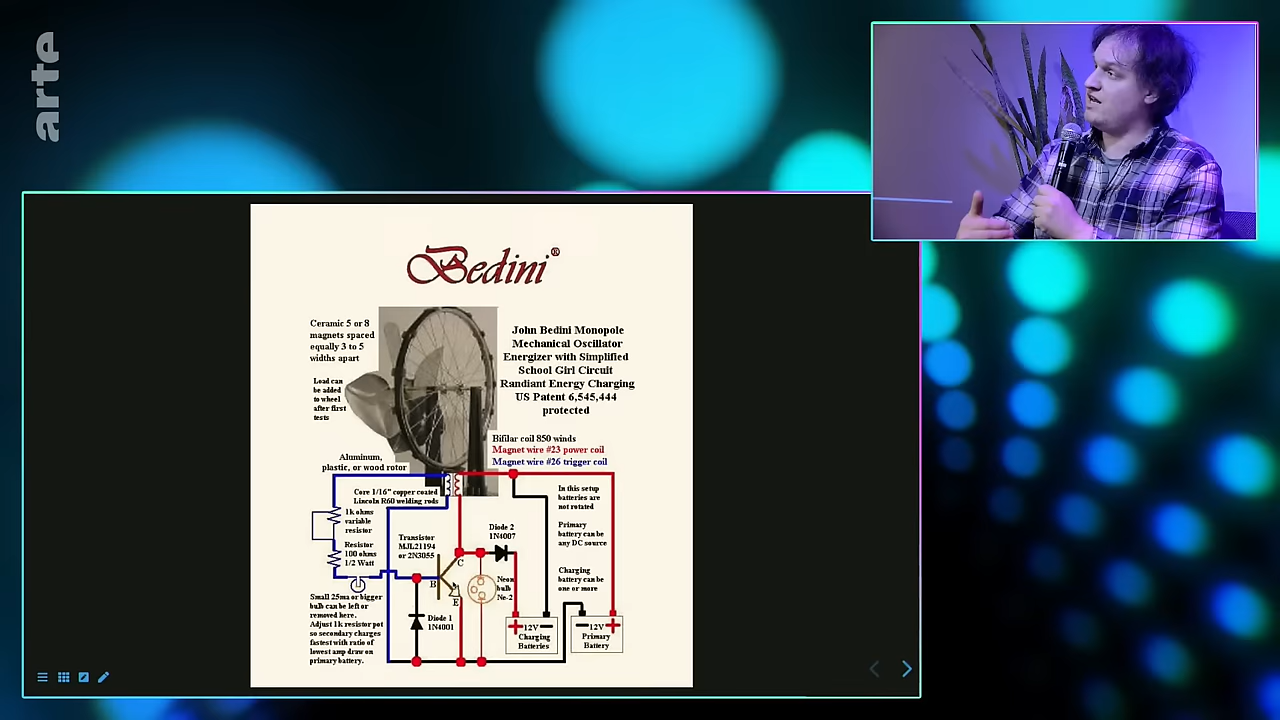 arte
Bedini®
Ceramic 5 or 8
magnets spaced
equally 3 to 5
widths apart
Load can
be added
to wheel
after first
tests
John Bedini Monopole
Mechanical Oscillator
Energizer with Simplified
School Girl Circuit
Randiant Energy Charging
US Patent 6,545,444
protected
Bifilar coil 850 winds
Magnet wire #23 power coil
Magnet wire #26 trigger coil
Aluminum,
plastic, or wood rotor
Core 1/16" copper coated
Lincoln R60 welding rods
1k ohms
variable
resistor
Resistor
100 ohms
1/2 Watt
Transistor
MJL21194
or 2N3055
Diode 2
1N4007
In this setup
batteries are
not rotated
Primary
battery can be
any DC source
Charging
battery can be
one or more
C
B
E
Neon
bulb
Ne-2
Small 25ma or bigger
bulb can be left or
removed here.
Adjust 1k resistor pot
so secondary charges
fastest with ratio of
lowest amp draw on
primary battery.
Diode 1
1N4001
+ 12V −
Charging
Batteries
− 12V +
Primary
Battery